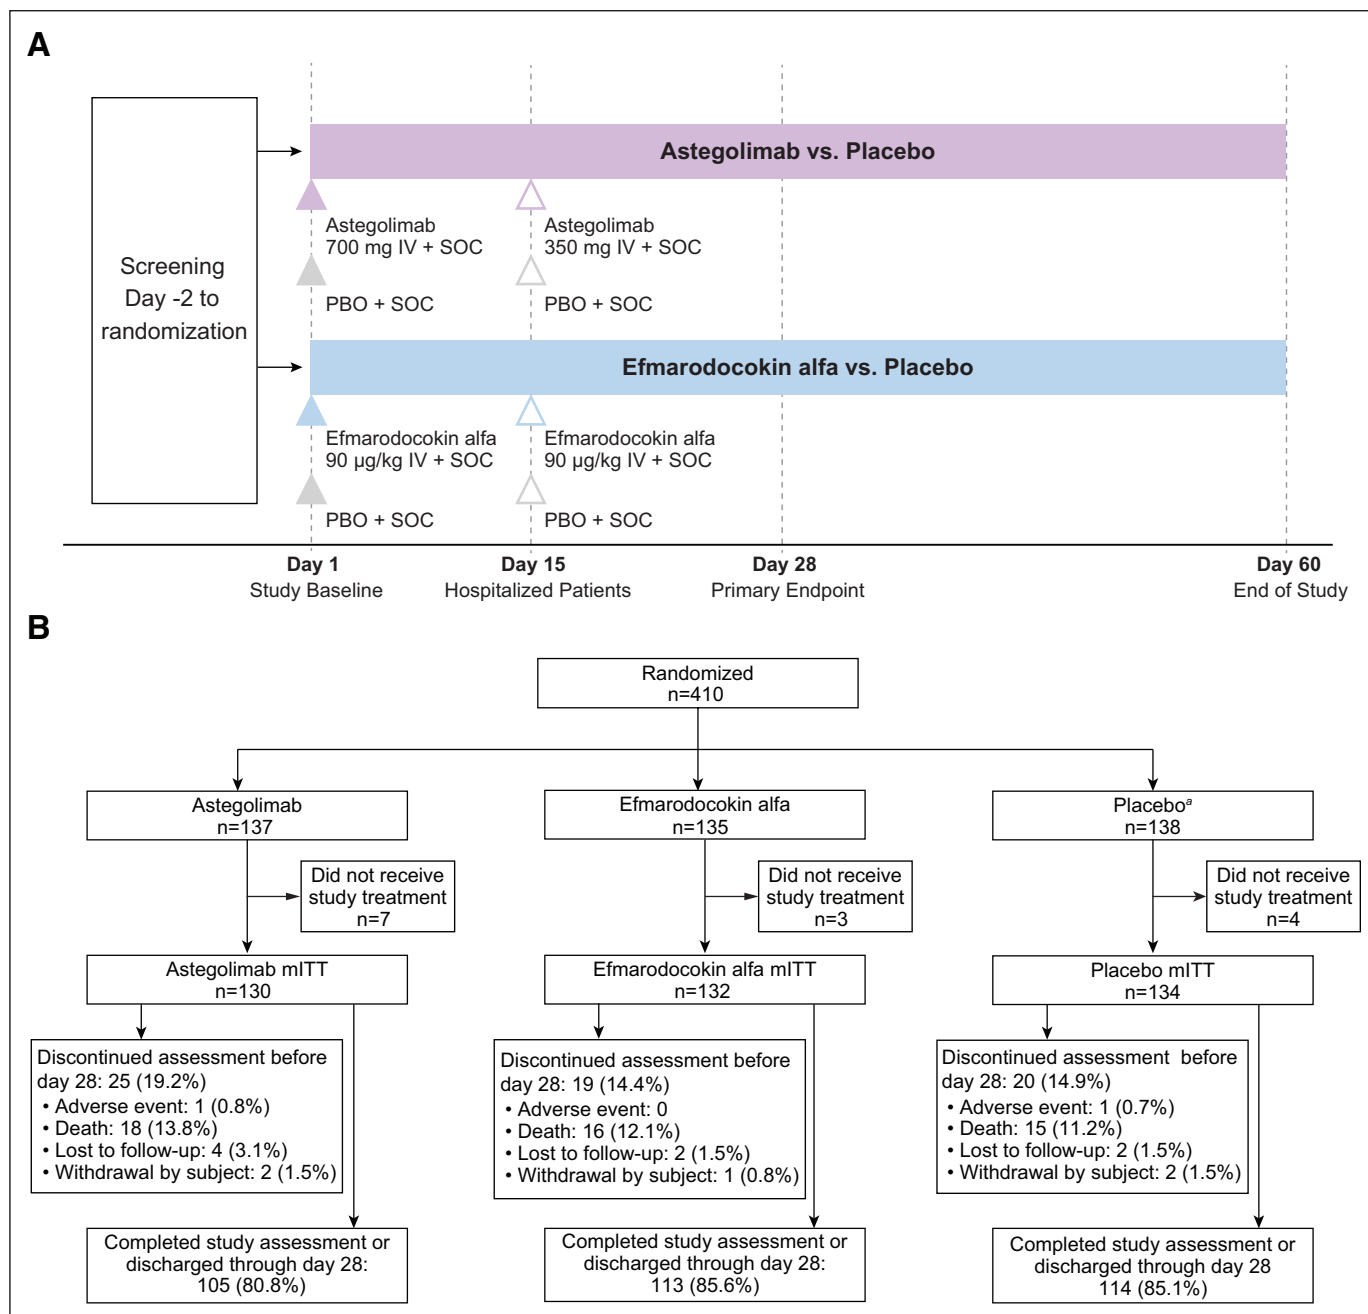 A
Astegolimab vs. Placebo
Astegolimab
700 mg IV + SOC
PBO + SOC
Astegolimab
350 mg IV + SOC
PBO + SOC
Screening
Day -2 to
randomization
Efmarodocokin alfa vs. Placebo
Efmarodocokin alfa
90 µg/kg IV + SOC
PBO + SOC
Efmarodocokin alfa
90 µg/kg IV + SOC
PBO + SOC
Day 1
Study Baseline
Day 15
Hospitalized Patients
Day 28
Primary Endpoint
Day 60
End of Study
B
Randomized
n=410
Astegolimab
n=137
Efmarodocokin alfa
n=135
Placeboᵃ
n=138
Did not receive
study treatment
n=7
Did not receive
study treatment
n=3
Did not receive
study treatment
n=4
Astegolimab mITT
n=130
Efmarodocokin alfa mITT
n=132
Placebo mITT
n=134
Discontinued assessment before
day 28: 25 (19.2%)
• Adverse event: 1 (0.8%)
• Death: 18 (13.8%)
• Lost to follow-up: 4 (3.1%)
• Withdrawal by subject: 2 (1.5%)
Discontinued assessment before
day 28: 19 (14.4%)
• Adverse event: 0
• Death: 16 (12.1%)
• Lost to follow-up: 2 (1.5%)
• Withdrawal by subject: 1 (0.8%)
Discontinued assessment before
day 28: 20 (14.9%)
• Adverse event: 1 (0.7%)
• Death: 15 (11.2%)
• Lost to follow-up: 2 (1.5%)
• Withdrawal by subject: 2 (1.5%)
Completed study assessment or
discharged through day 28:
105 (80.8%)
Completed study assessment or
discharged through day 28:
113 (85.6%)
Completed study assessment or
discharged through day 28
114 (85.1%)